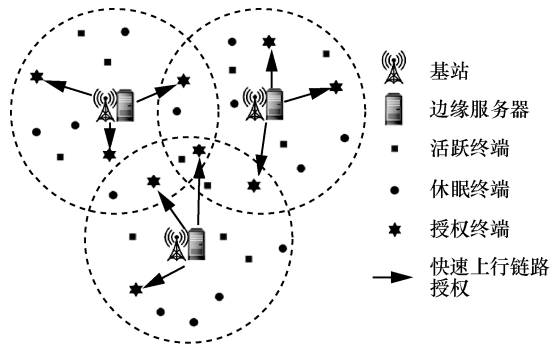 基站
边缘服务器
活跃终端
休眠终端
授权终端
快速上行链路
授权